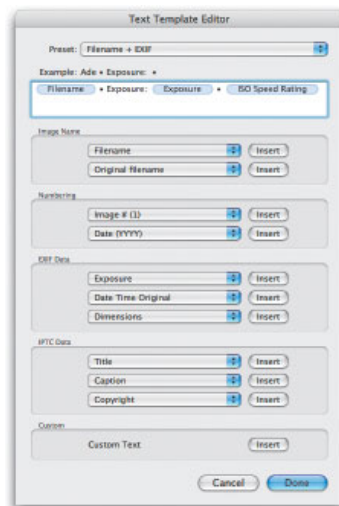 Text Template Editor
Preset: Filename + EXIF
Example: Ade • Exposure: •
Filename • Exposure: Exposure • ISO Speed Rating
Image Name
Filename Insert
Original filename Insert
Numbering
Image # (1) Insert
Date (YYYY) Insert
EXIF Data
Exposure Insert
Date Time Original Insert
Dimensions Insert
IPTC Data
Title Insert
Caption Insert
Copyright Insert
Custom
Custom Text Insert
Cancel Done